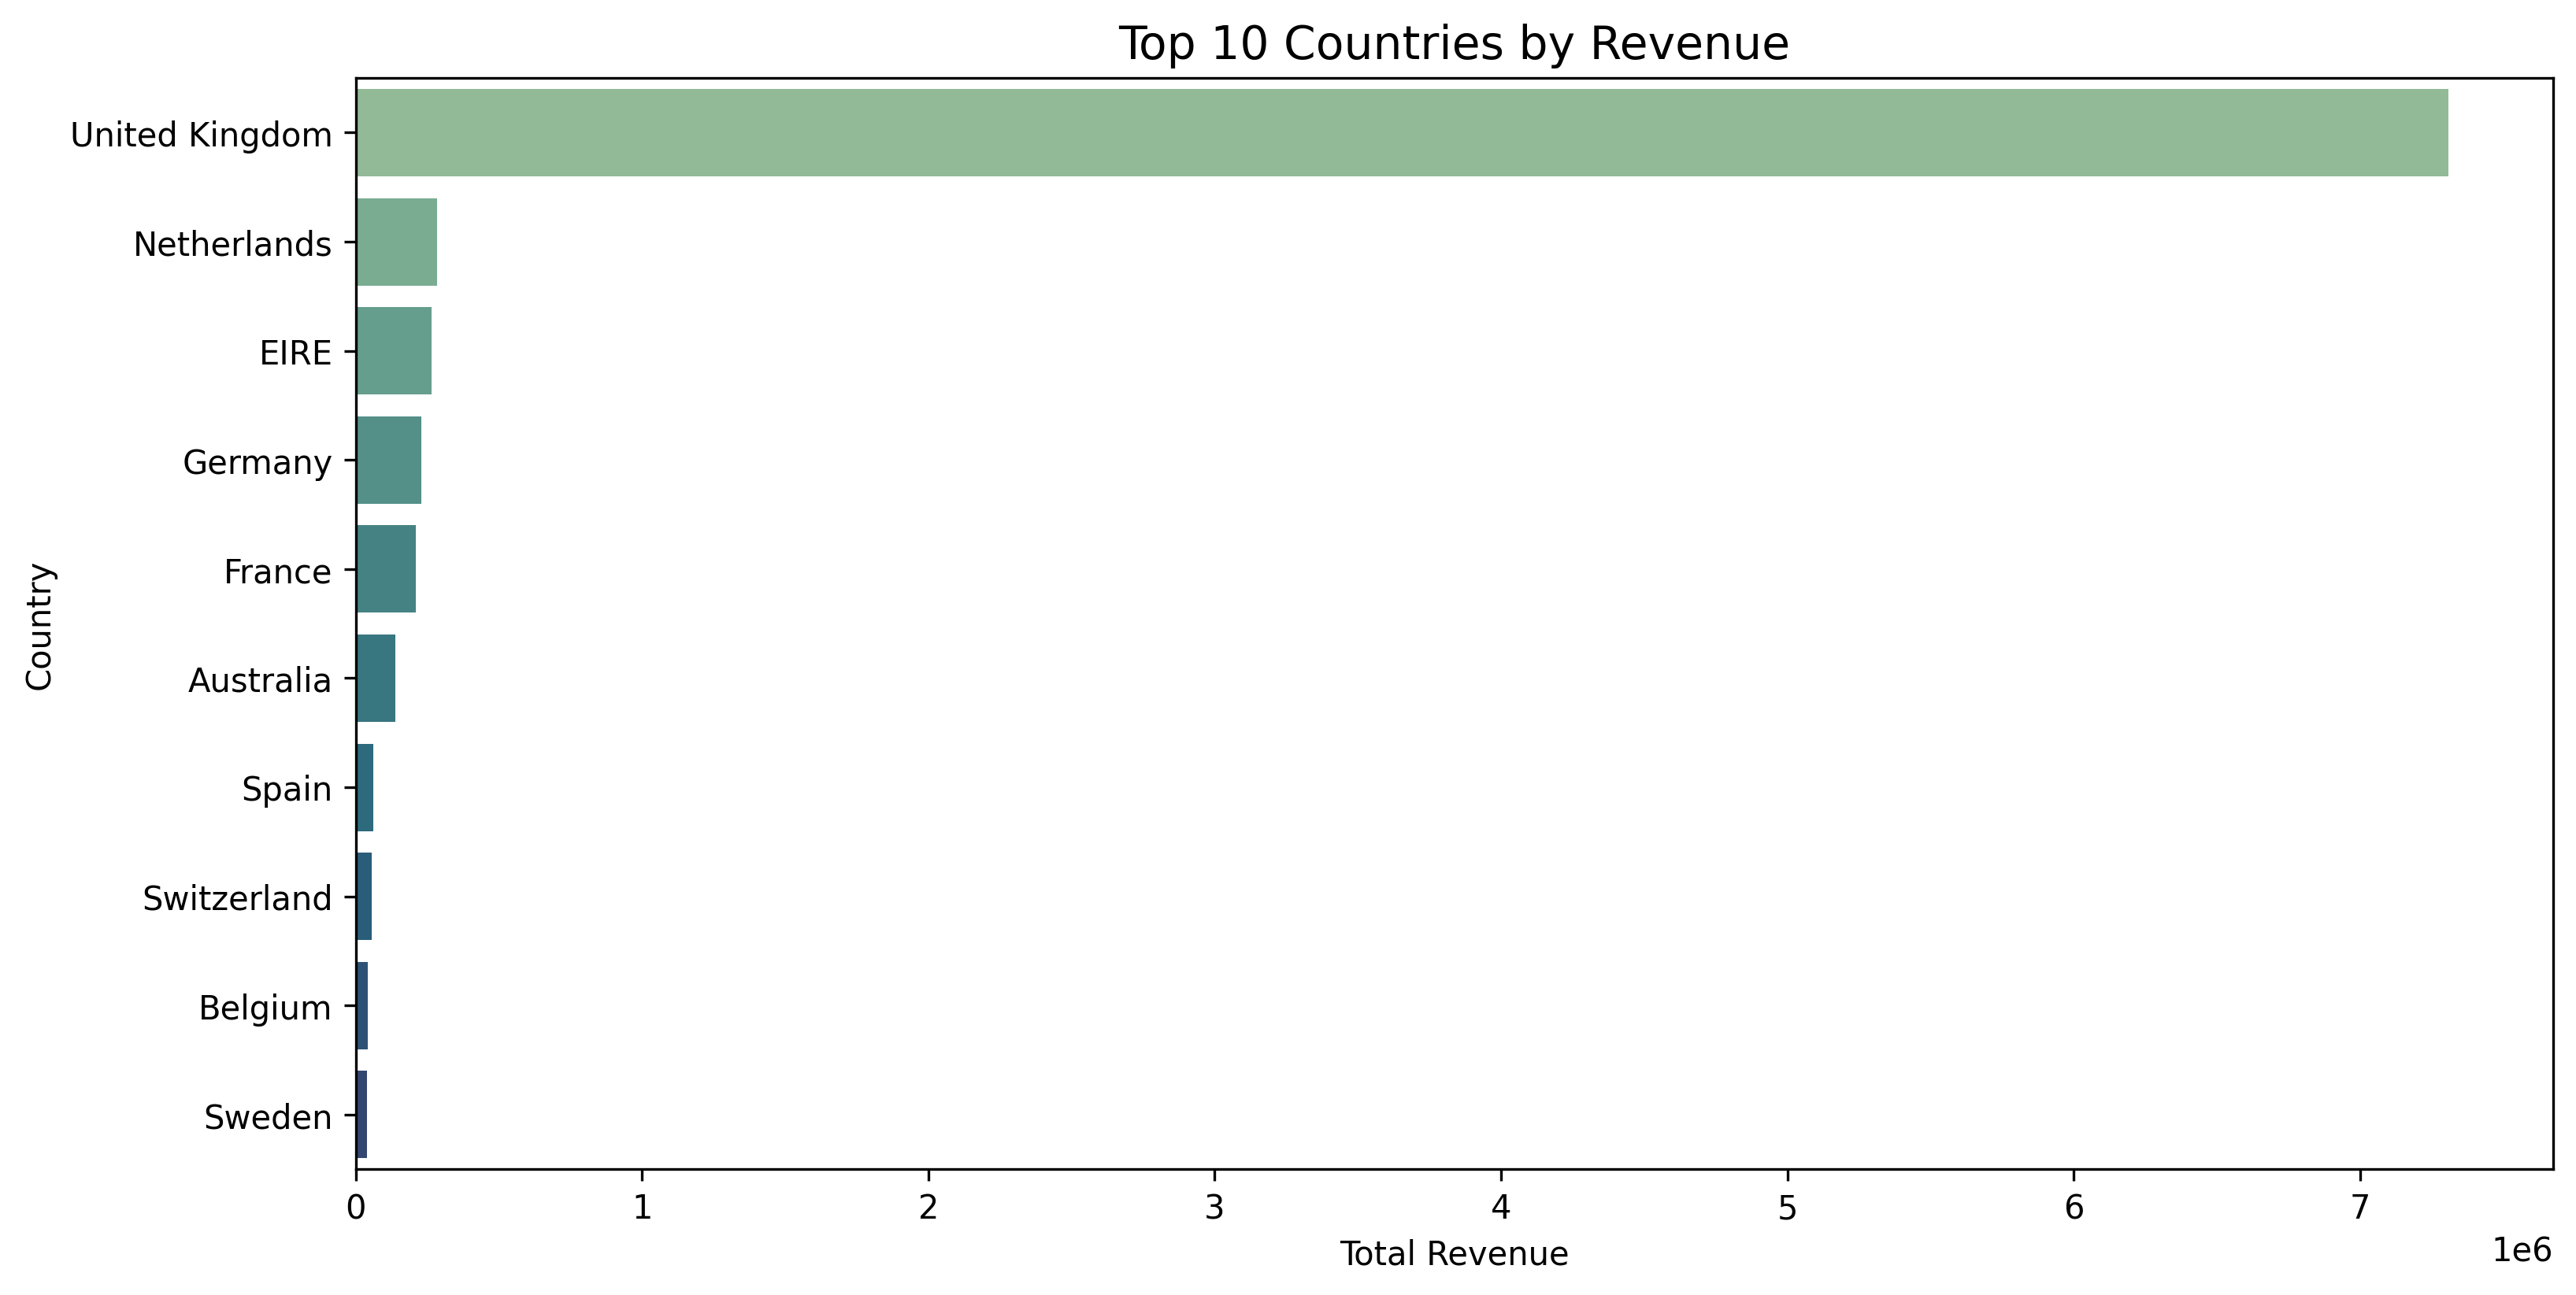 Top 10 Countries by Revenue
United Kingdom
Netherlands
EIRE
Germany
France
Australia
Spain
Switzerland
Belgium
Sweden
Country
0 1 2 3 4 5 6 7
1e6
Total Revenue